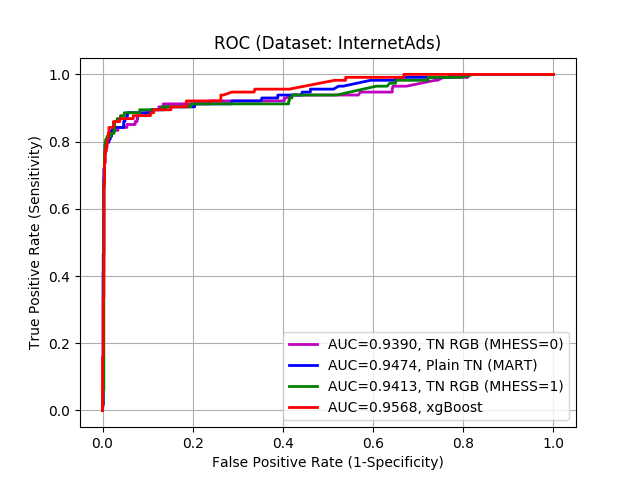 ROC (Dataset: InternetAds)
1.0
0.8
0.6
0.4
0.2
0.0
True Positive Rate (Sensitivity)
AUC=0.9390, TN RGB (MHESS=0)
AUC=0.9474, Plain TN (MART)
AUC=0.9413, TN RGB (MHESS=1)
AUC=0.9568, xgBoost
0.0 0.2 0.4 0.6 0.8 1.0
False Positive Rate (1-Specificity)